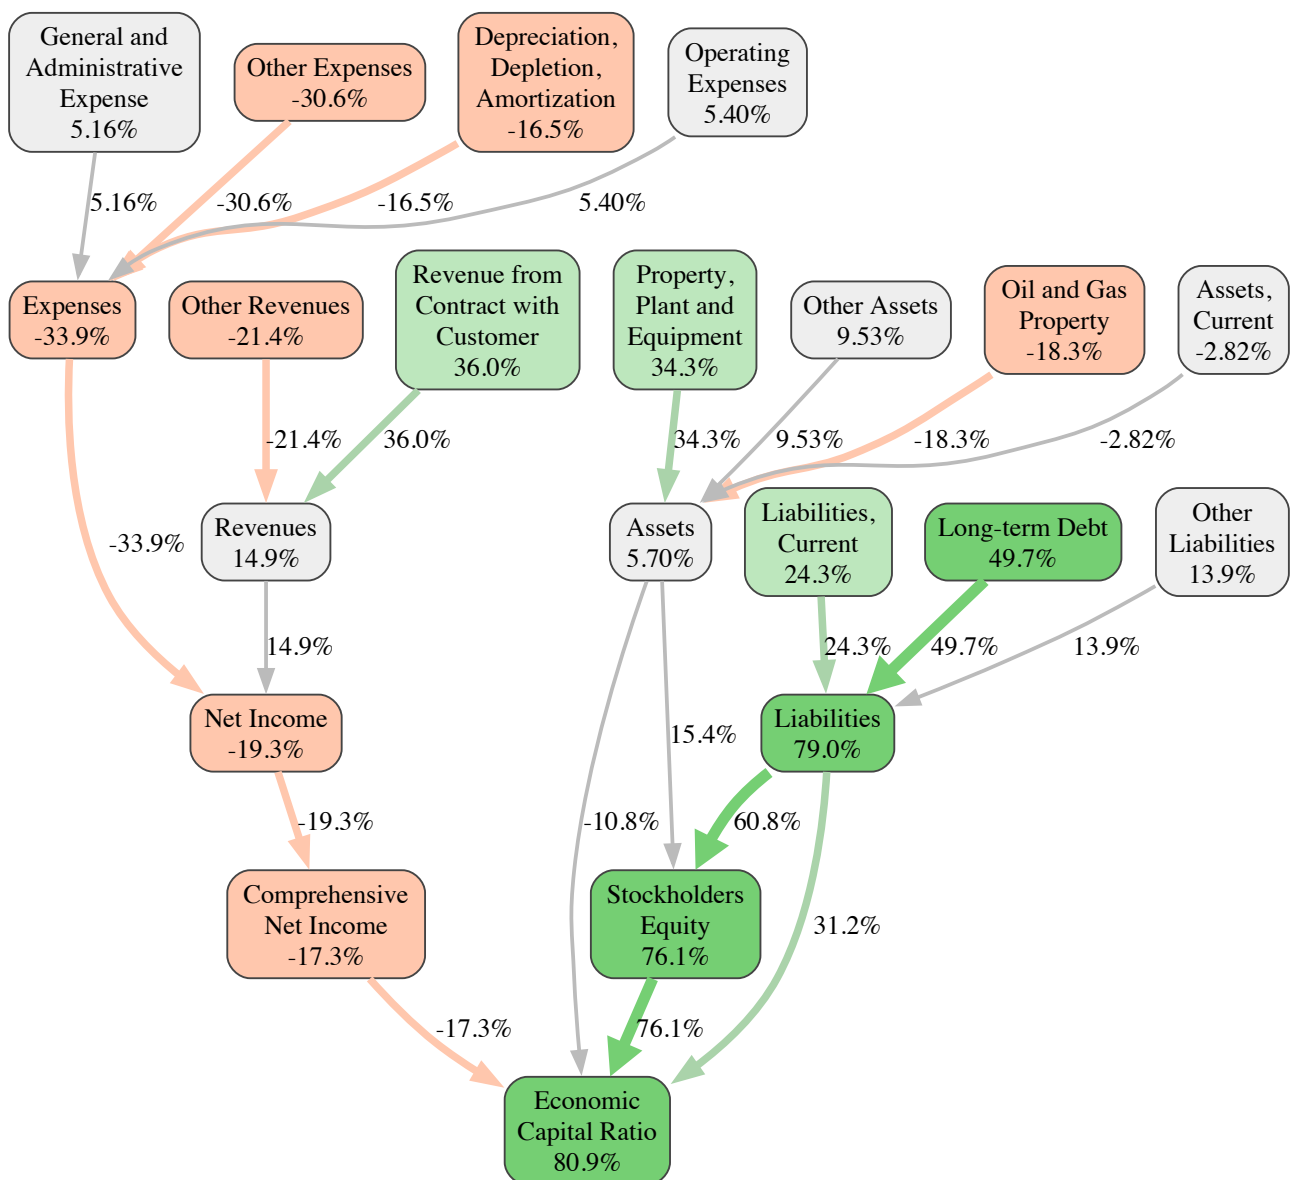 General and
Administrative
Expense
5.16%
Other Expenses
-30.6%
Depreciation,
Depletion,
Amortization
-16.5%
Operating
Expenses
5.40%
5.16%
-30.6%
-16.5%
5.40%
Expenses
-33.9%
Other Revenues
-21.4%
Revenue from
Contract with
Customer
36.0%
Property,
Plant and
Equipment
34.3%
Other Assets
9.53%
Oil and Gas
Property
-18.3%
Assets,
Current
-2.82%
-21.4%
36.0%
34.3%
9.53%
-18.3%
-2.82%
-33.9%
Revenues
14.9%
Assets
5.70%
Liabilities,
Current
24.3%
Long-term Debt
49.7%
Other
Liabilities
13.9%
14.9%
24.3%
49.7%
13.9%
Net Income
-19.3%
15.4%
Liabilities
79.0%
-19.3%
-10.8%
60.8%
Comprehensive
Net Income
-17.3%
Stockholders
Equity
76.1%
31.2%
-17.3%
76.1%
Economic
Capital Ratio
80.9%